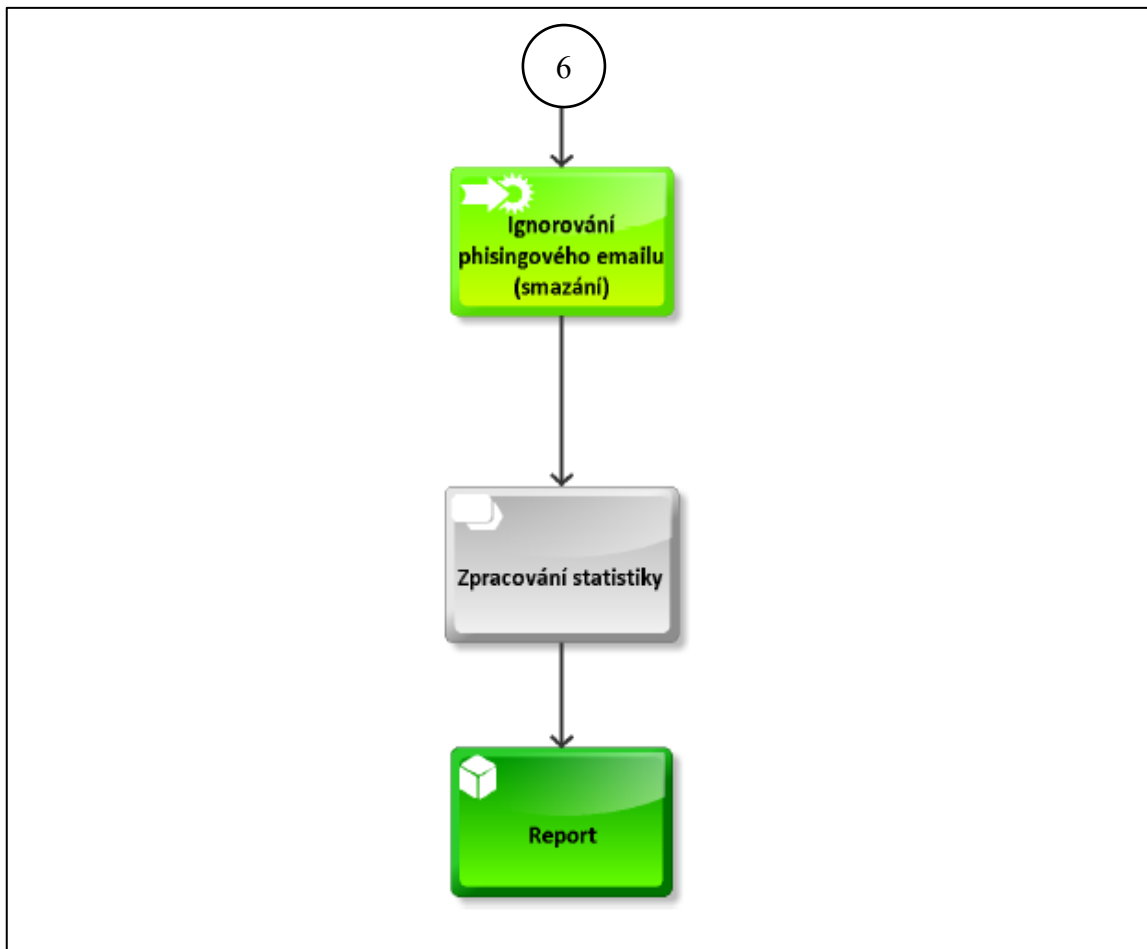 6
Ignorování
phisingového emailu
(smazání)
Zpracování statistiky
Report